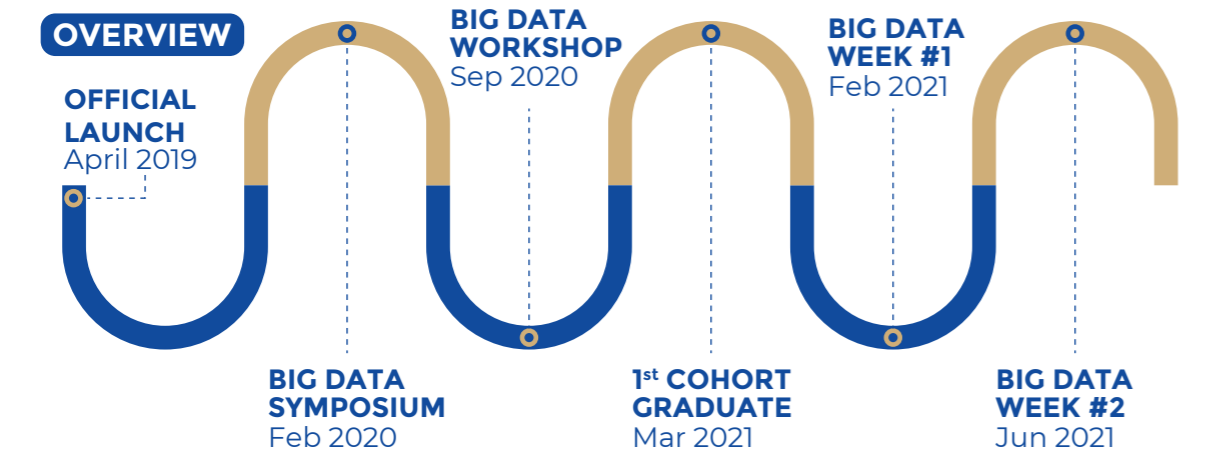 OVERVIEW
OFFICIAL
LAUNCH
April 2019
BIG DATA
SYMPOSIUM
Feb 2020
BIG DATA
WORKSHOP
Sep 2020
1st COHORT
GRADUATE
Mar 2021
BIG DATA
WEEK #1
Feb 2021
BIG DATA
WEEK #2
Jun 2021